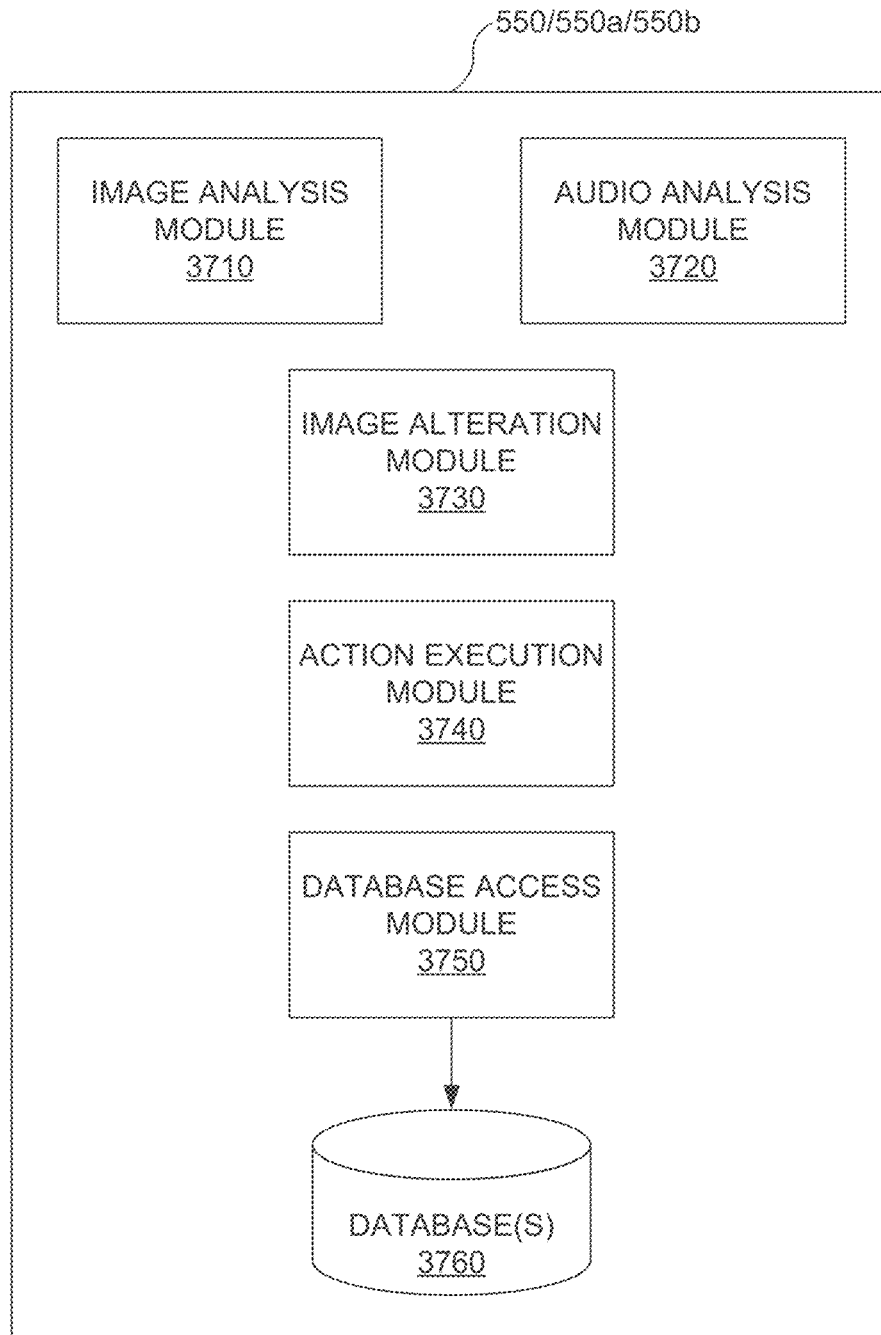 550/550a/550b
IMAGE ANALYSIS
MODULE
3710
AUDIO ANALYSIS
MODULE
3720
IMAGE ALTERATION
MODULE
3730
ACTION EXECUTION
MODULE
3740
DATABASE ACCESS
MODULE
3750
DATABASE(S)
3760